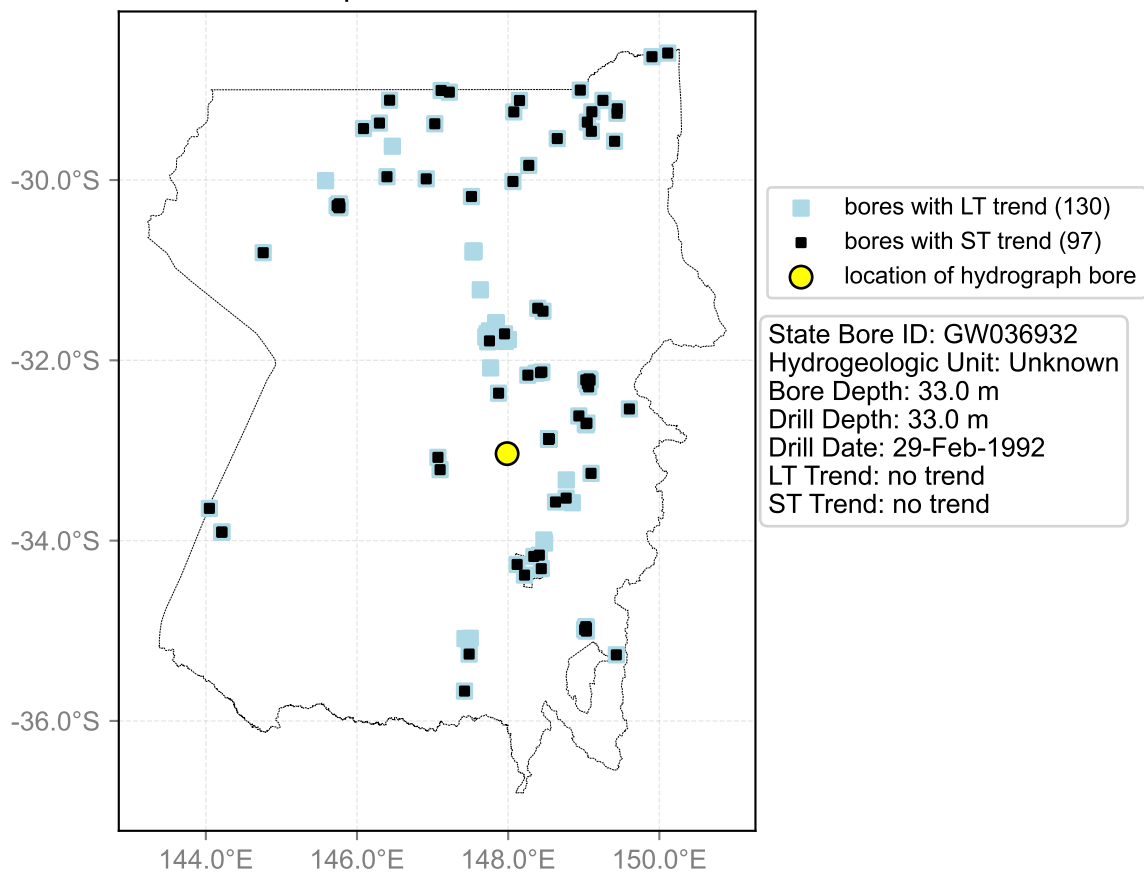 -30.0°S
-32.0°S
-34.0°S
-36.0°S
144.0°E 146.0°E 148.0°E 150.0°E
bores with LT trend (130)
bores with ST trend (97)
location of hydrograph bore
State Bore ID: GW036932
Hydrogeologic Unit: Unknown
Bore Depth: 33.0 m
Drill Depth: 33.0 m
Drill Date: 29-Feb-1992
LT Trend: no trend
ST Trend: no trend